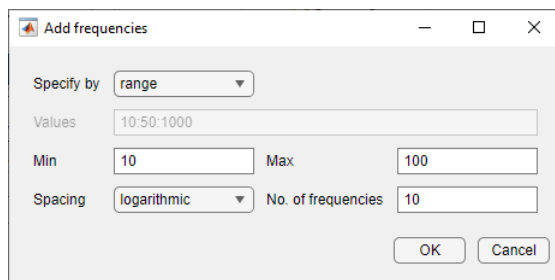 Add frequencies
Specify by range
Values 10:50:1000
Min 10 Max 100
Spacing logarithmic No. of frequencies 10
OK Cancel